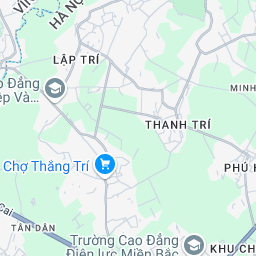 HÀ N
LẬP TRÍ
o Đẳng
ệp Và...
MINH
THANH TRÍ
Chợ Thắng Trí
PHÚ H
Cai
TÂN DÂN
Trường Cao Đẳng
Điện lực Miền Bắc
KHU CH